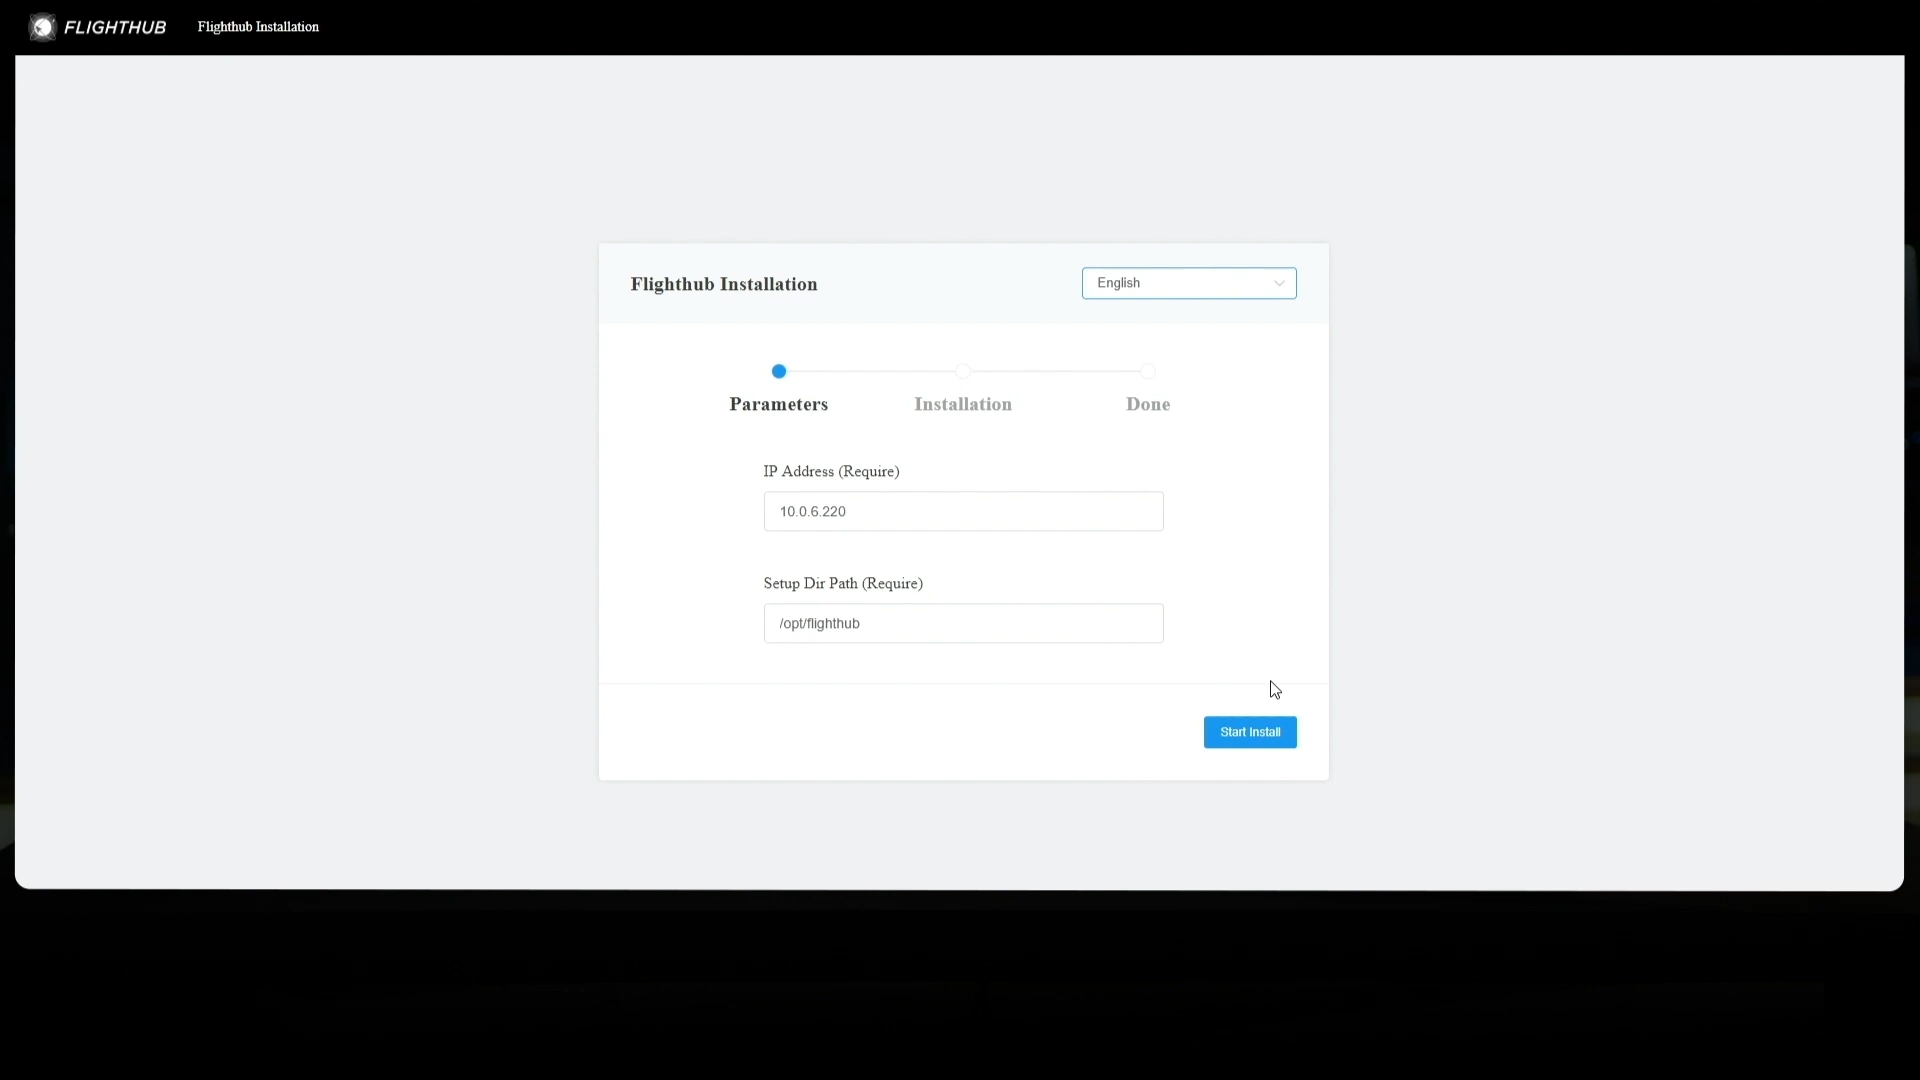 FLIGHTHUB
Flighthub Installation
Flighthub Installation
English
Parameters
Installation
Done
IP Address (Require)
10.0.6.220
Setup Dir Path (Require)
/opt/flighthub
Start Install